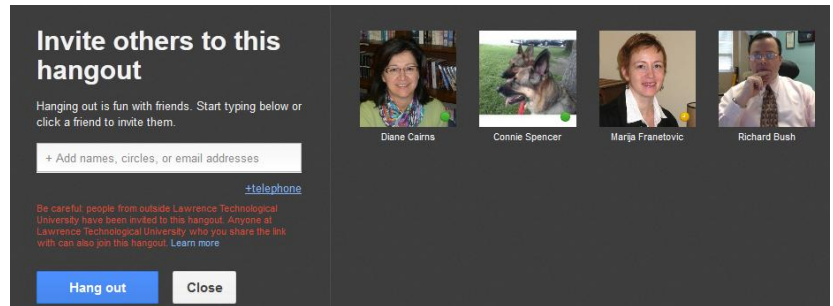 Invite others to this
hangout
Hanging out is fun with friends. Start typing below or
click a friend to invite them.
+ Add names, circles, or email addresses
+telephone
Be careful: people from outside Lawrence Technological
University have been invited to this hangout. Anyone at
Lawrence Technological University who you share the link
with can also join this hangout. Learn more
Hang out
Close
Diane Cairns
Connie Spencer
Marija Franetovic
Richard Bush